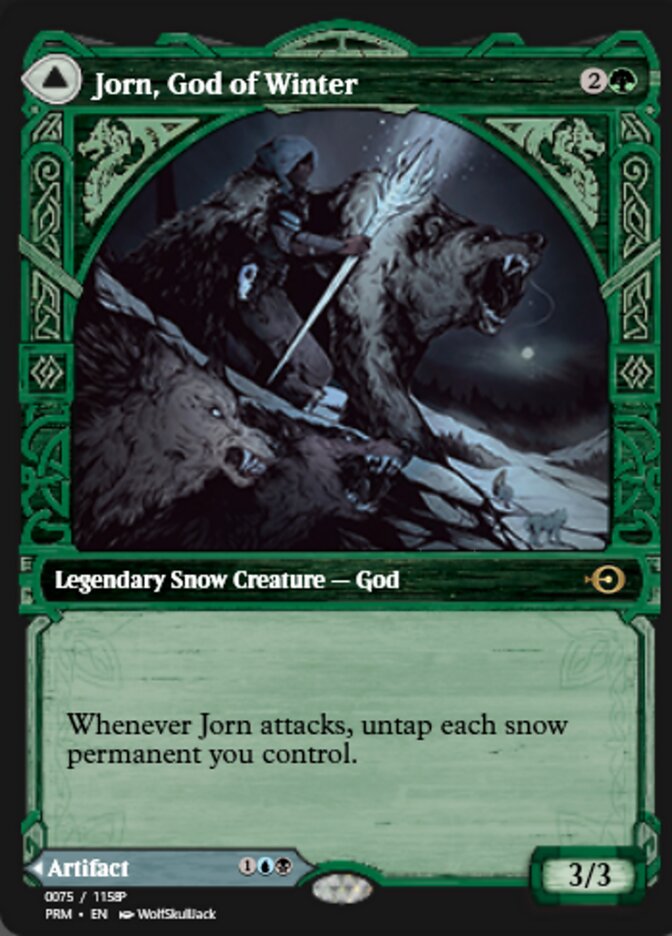 Jorn, God of Winter 2
Legendary Snow Creature — God
Whenever Jorn attacks, untap each snow
permanent you control.
Artifact 1
3/3
0075 / 1158P
PRM • EN WolfSkullJack